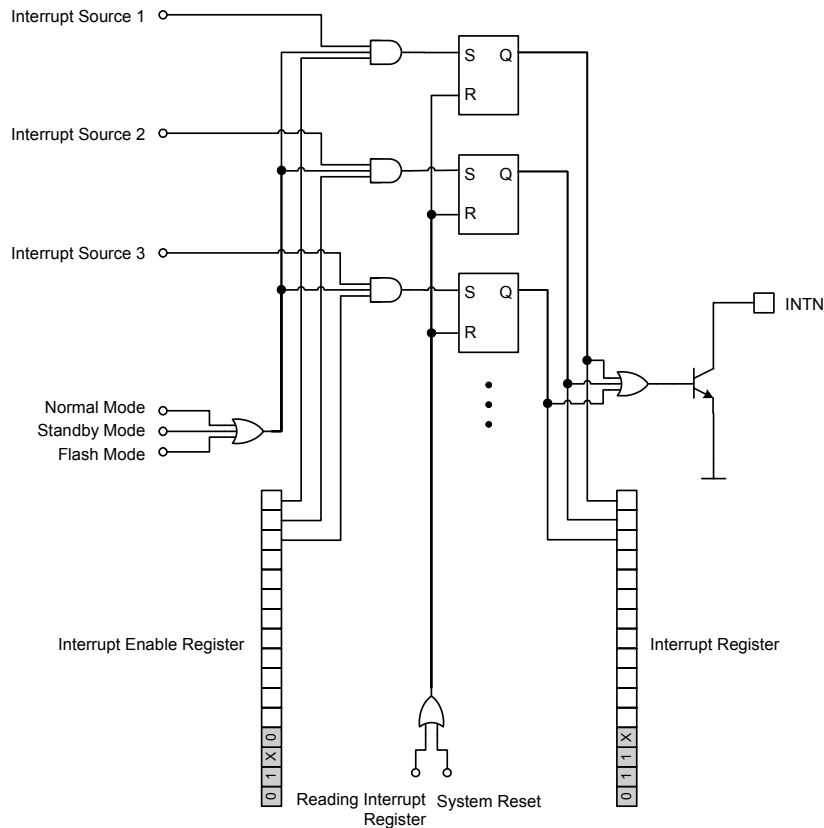 Interrupt Source 1
S Q
R
Interrupt Source 2
S Q
R
Interrupt Source 3
S Q
R
INTN
Normal Mode
Standby Mode
Flash Mode
Interrupt Enable Register
Interrupt Register
0 1 X 0
0 1 1 X
Reading Interrupt
Register
System Reset